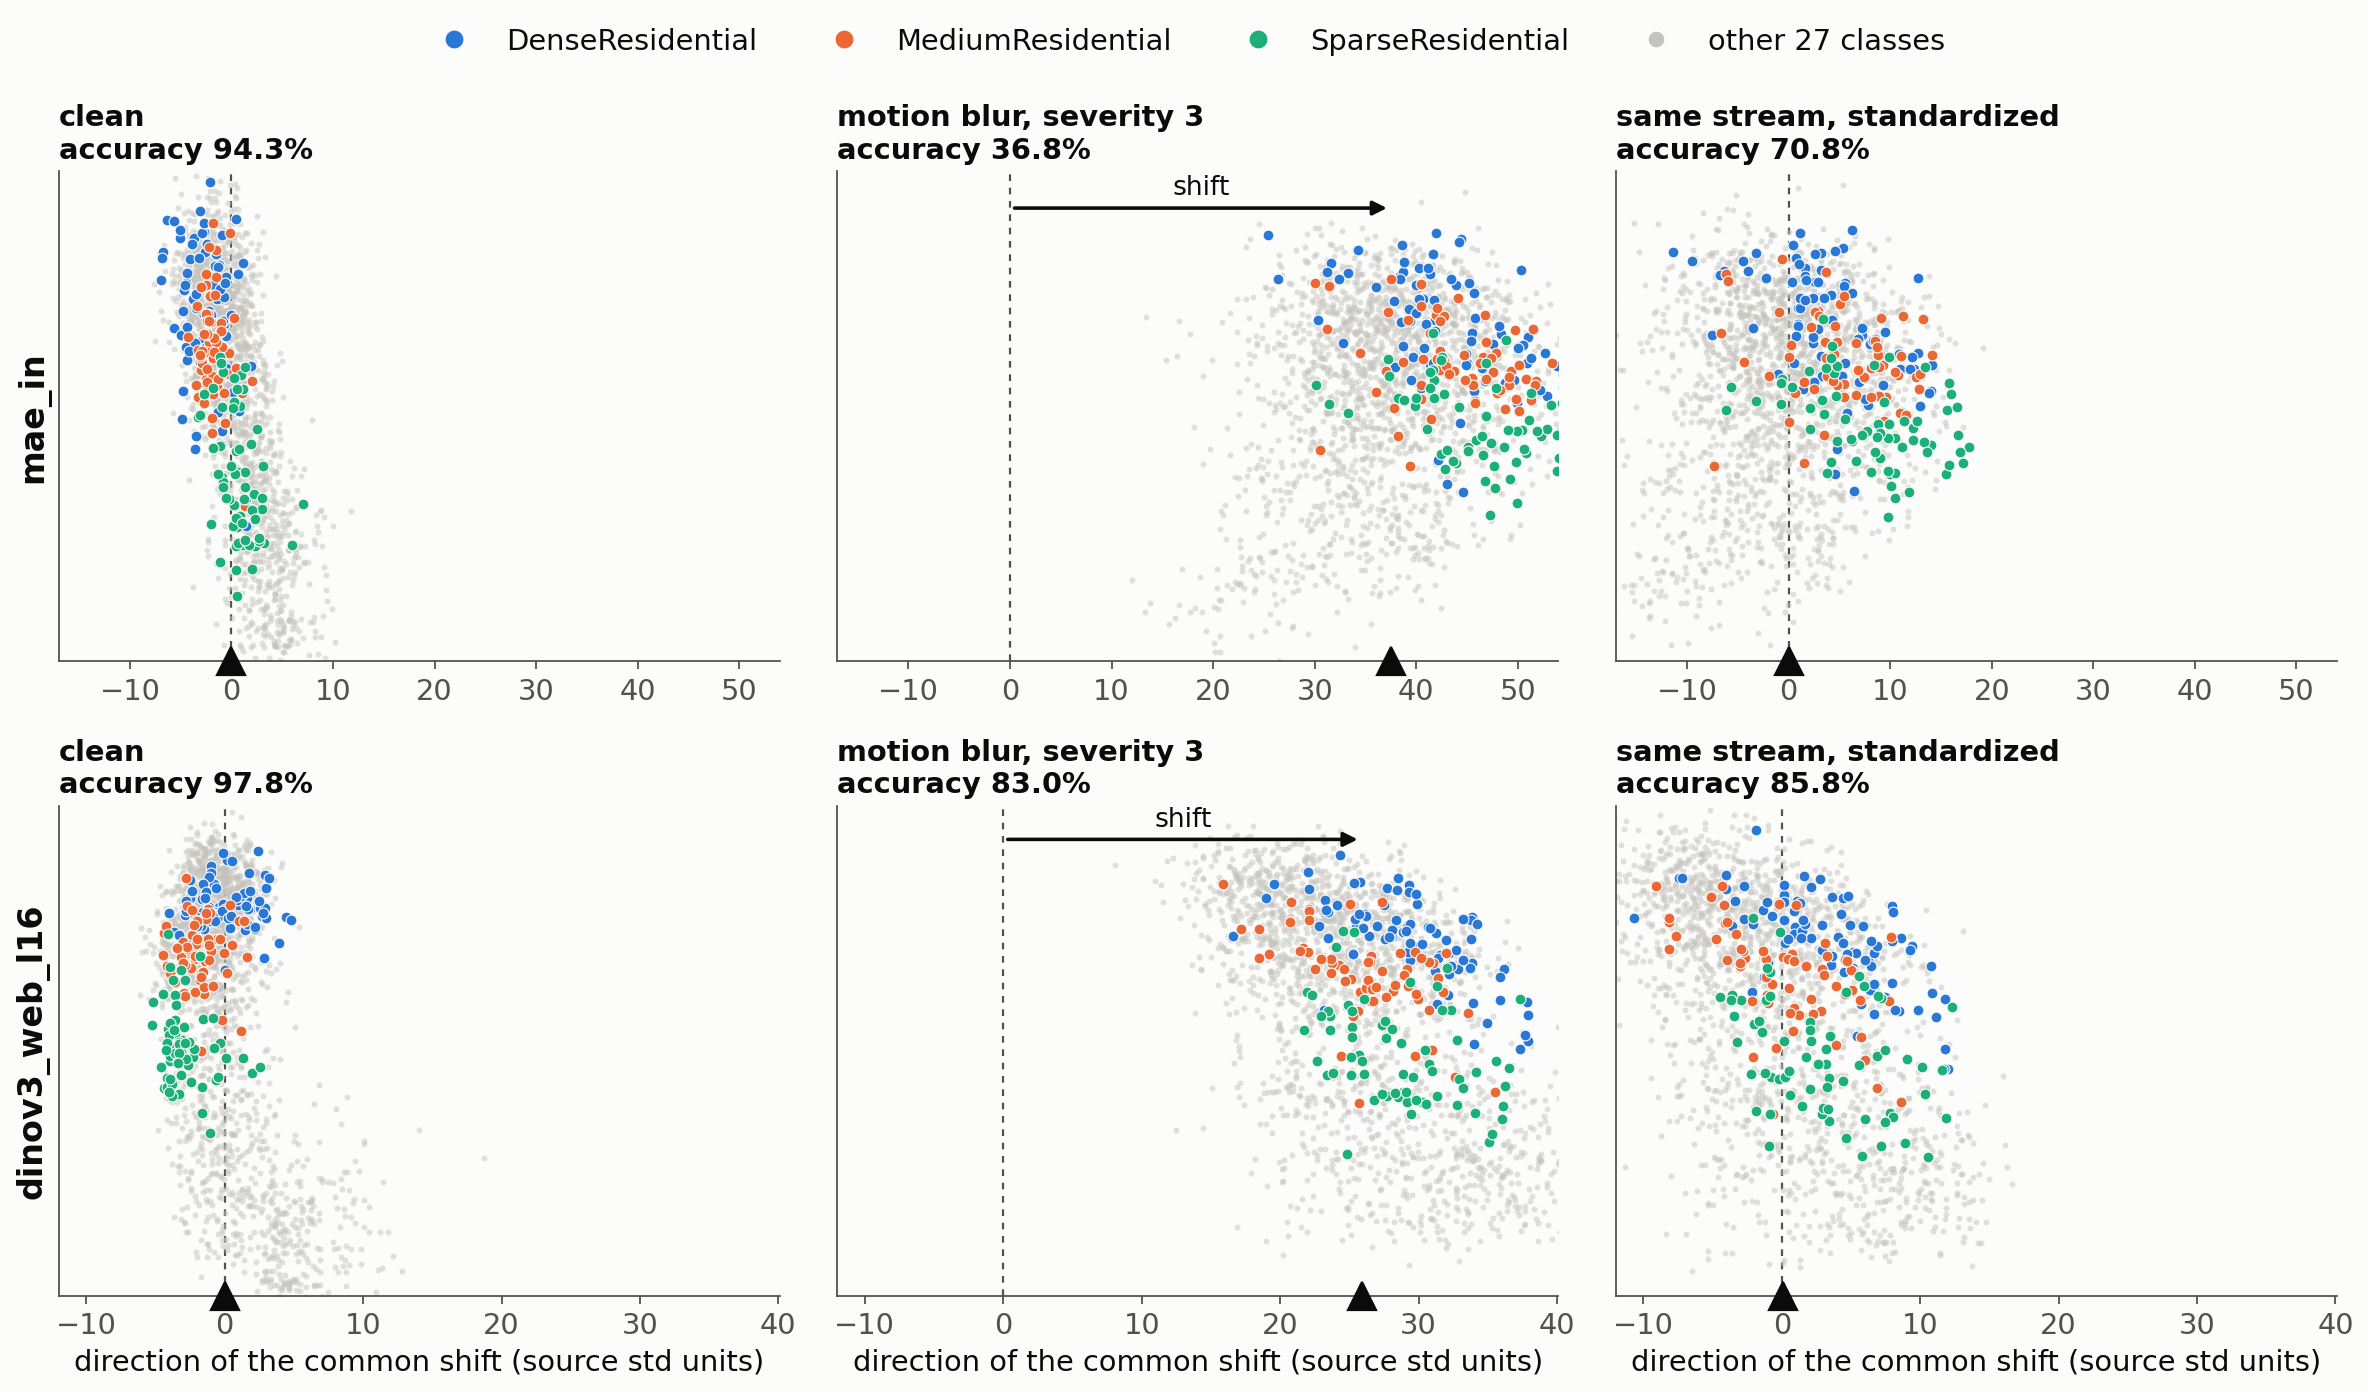 DenseResidential MediumResidential SparseResidential other 27 classes
clean
accuracy 94.3%
motion blur, severity 3
accuracy 36.8%
same stream, standardized
accuracy 70.8%
shift
mae_in
−10 0 10 20 30 40 50
−10 0 10 20 30 40 50
−10 0 10 20 30 40 50
clean
accuracy 97.8%
motion blur, severity 3
accuracy 83.0%
same stream, standardized
accuracy 85.8%
shift
dinov3_web_l16
−10 0 10 20 30 40
−10 0 10 20 30 40
−10 0 10 20 30 40
direction of the common shift (source std units)
direction of the common shift (source std units)
direction of the common shift (source std units)